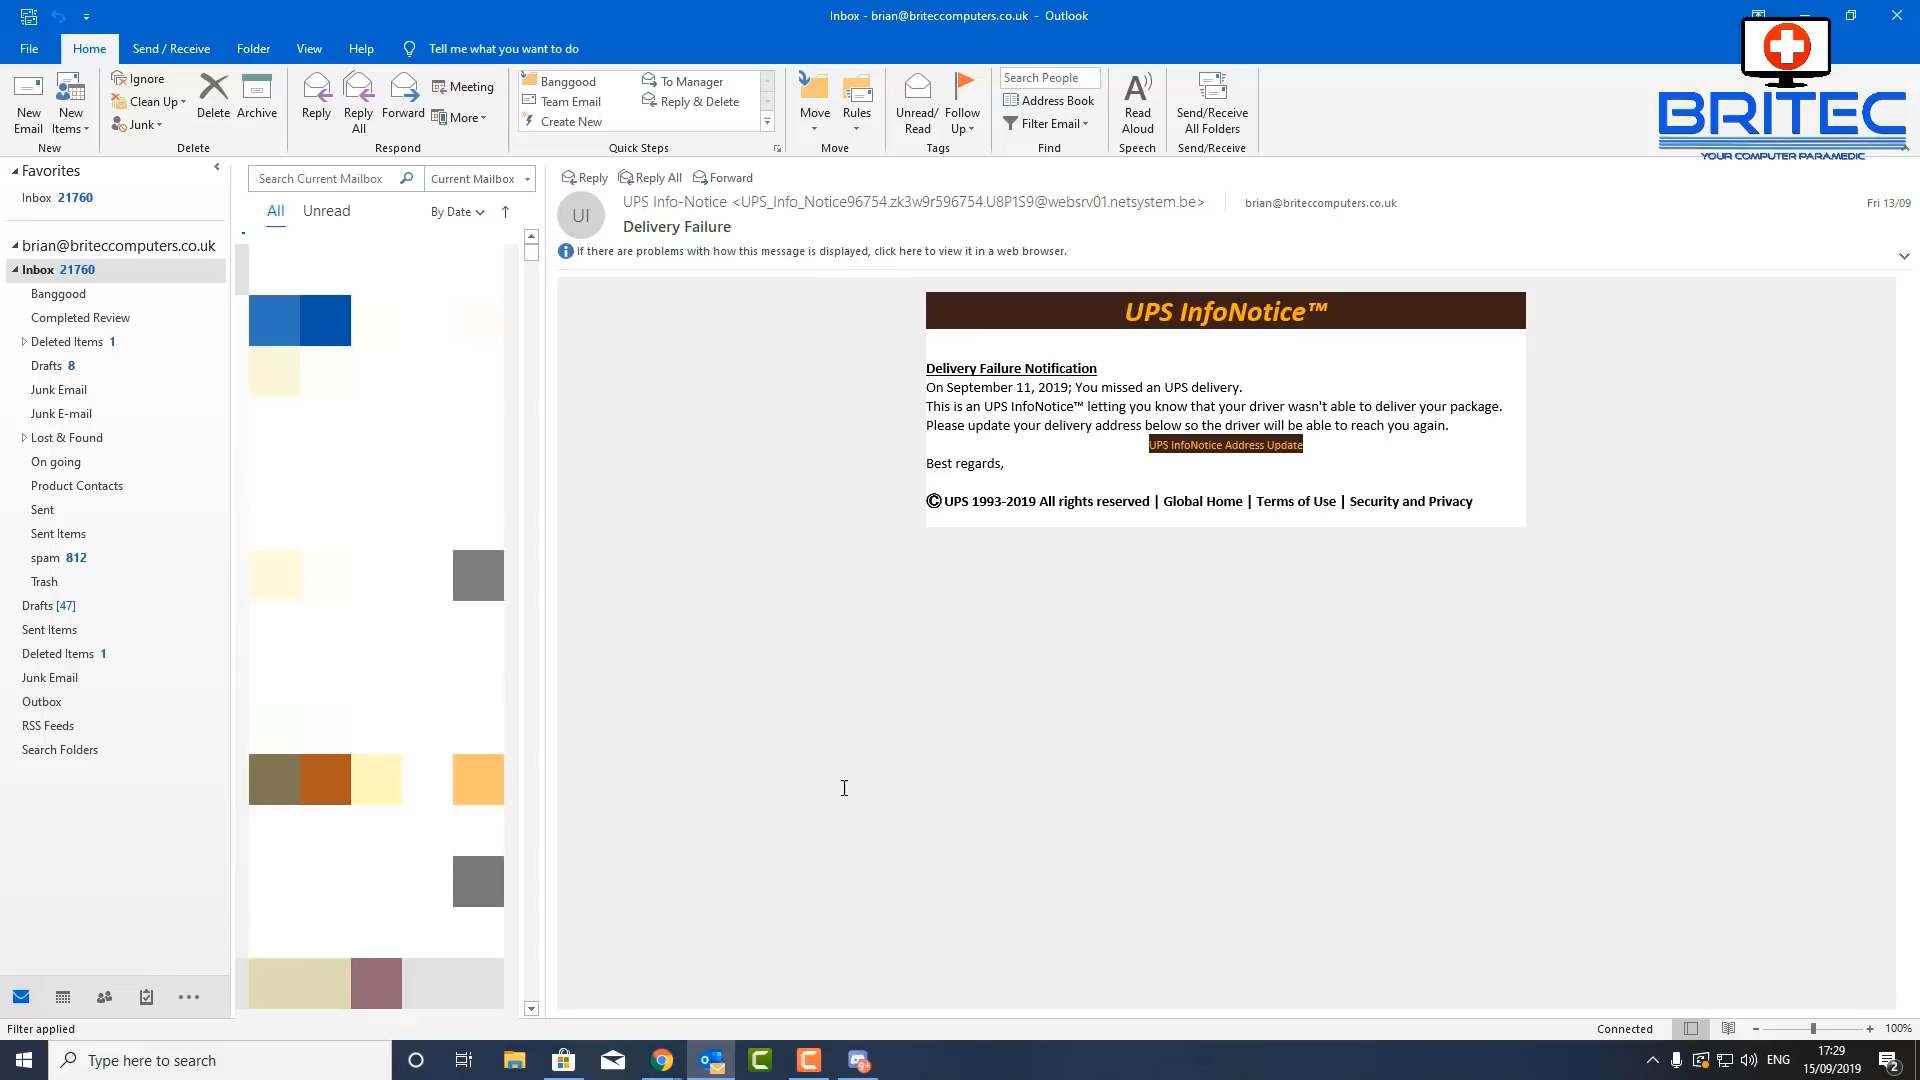 Inbox - brian@briteccomputers.co.uk - Outlook
File Home Send / Receive Folder View Help Tell me what you want to do
New Email
New Items
New
Ignore
Clean Up
Junk
Delete
Archive
Delete
Reply
Reply All
Forward
Meeting
More
Respond
Banggood
Team Email
Create New
To Manager
Reply & Delete
Quick Steps
Move
Rules
Move
Unread/ Read
Follow Up
Tags
Search People
Address Book
Filter Email
Find
Read Aloud
Speech
Send/Receive All Folders
Send/Receive
BRITEC
YOUR COMPUTER PARAMEDIC
Favorites
Inbox 21760
brian@briteccomputers.co.uk
Inbox 21760
Banggood
Completed Review
Deleted Items 1
Drafts 8
Junk Email
Junk E-mail
Lost & Found
On going
Product Contacts
Sent
Sent Items
spam 812
Trash
Drafts [47]
Sent Items
Deleted Items 1
Junk Email
Outbox
RSS Feeds
Search Folders
Search Current Mailbox Current Mailbox
All Unread By Date
Reply Reply All Forward
UI
UPS Info-Notice <UPS_Info_Notice96754.zk3w9r596754.U8P1S9@websrv01.netsystem.be> brian@briteccomputers.co.uk Fri 13/09
Delivery Failure
If there are problems with how this message is displayed, click here to view it in a web browser.
UPS InfoNotice™
Delivery Failure Notification
On September 11, 2019; You missed an UPS delivery.
This is an UPS InfoNotice™ letting you know that your driver wasn't able to deliver your package.
Please update your delivery address below so the driver will be able to reach you again.
UPS InfoNotice Address Update
Best regards,
© UPS 1993-2019 All rights reserved | Global Home | Terms of Use | Security and Privacy
Filter applied
Connected
100%
Type here to search
9+
ENG
17:29
15/09/2019
2